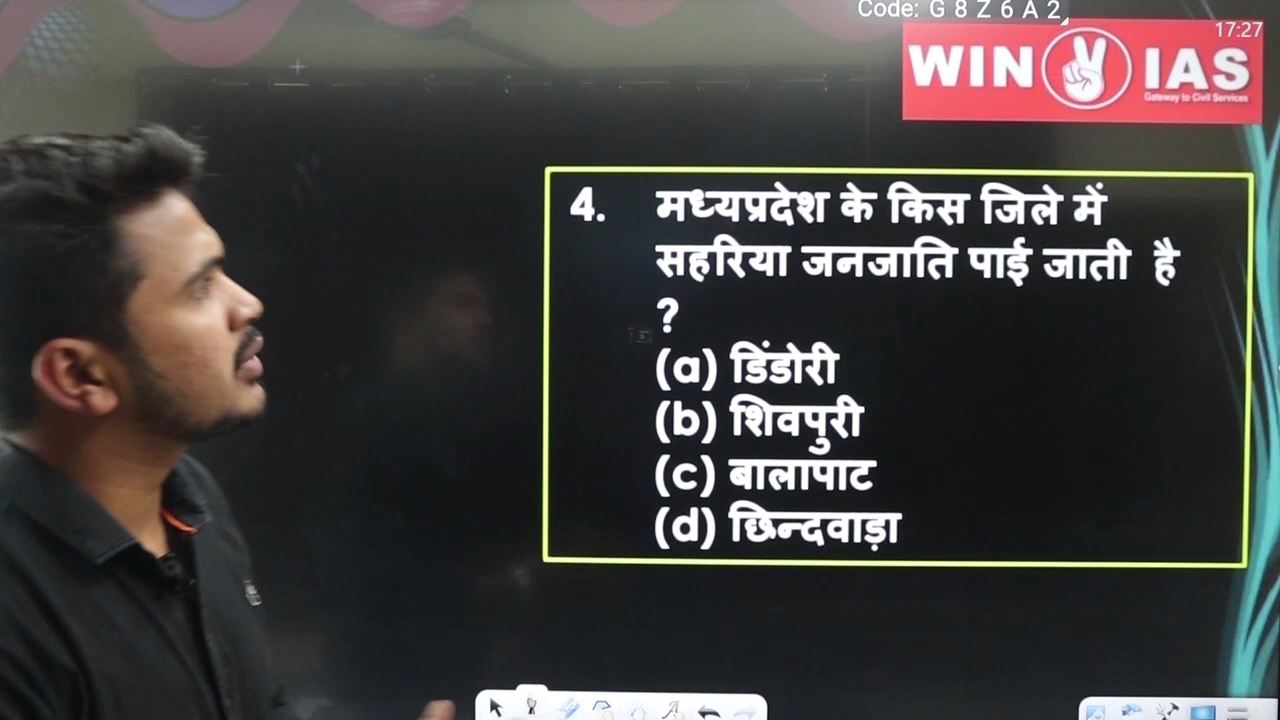 Code: G 8 Z 6 A 2
17:27
WIN IAS
Gateway to Civil Services
4. मध्यप्रदेश के किस जिले में
सहरिया जनजाति पाई जाती है
?
(a) डिंडोरी
(b) शिवपुरी
(c) बालापाट
(d) छिन्दवाड़ा